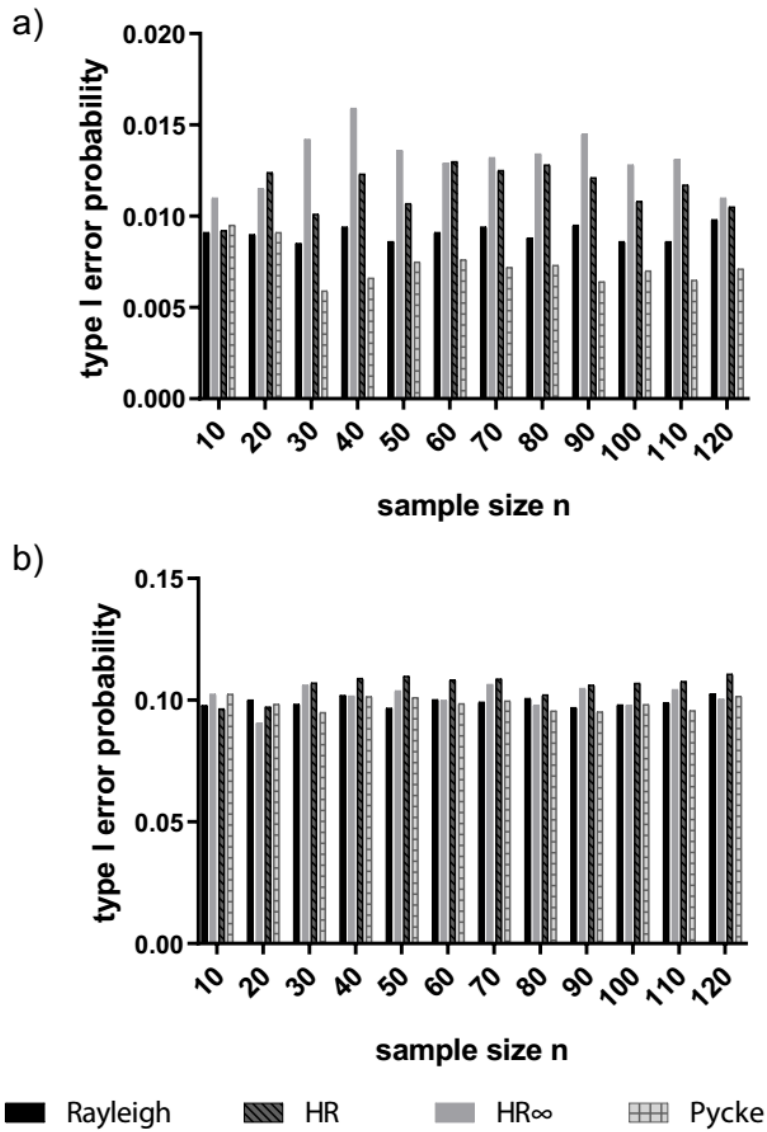 a)
type I error probability
0.020
0.015
0.010
0.005
0.000
10 20 30 40 50 60 70 80 90 100 110 120
sample size n
b)
type I error probability
0.15
0.10
0.05
0.00
10 20 30 40 50 60 70 80 90 100 110 120
sample size n
Rayleigh HR HR∞ Pycke